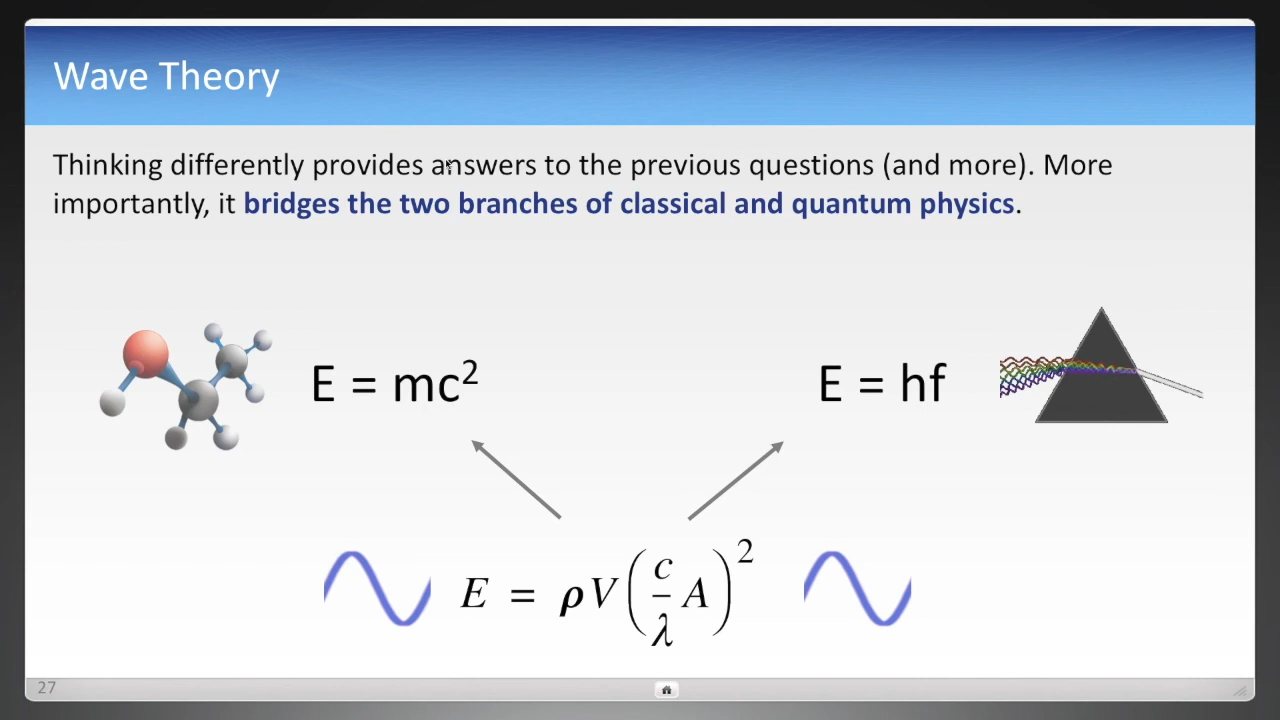 Wave Theory
Thinking differently provides answers to the previous questions (and more). More
importantly, it bridges the two branches of classical and quantum physics.
E = mc²
E = hf
E = ρV(c/λ A)²
27